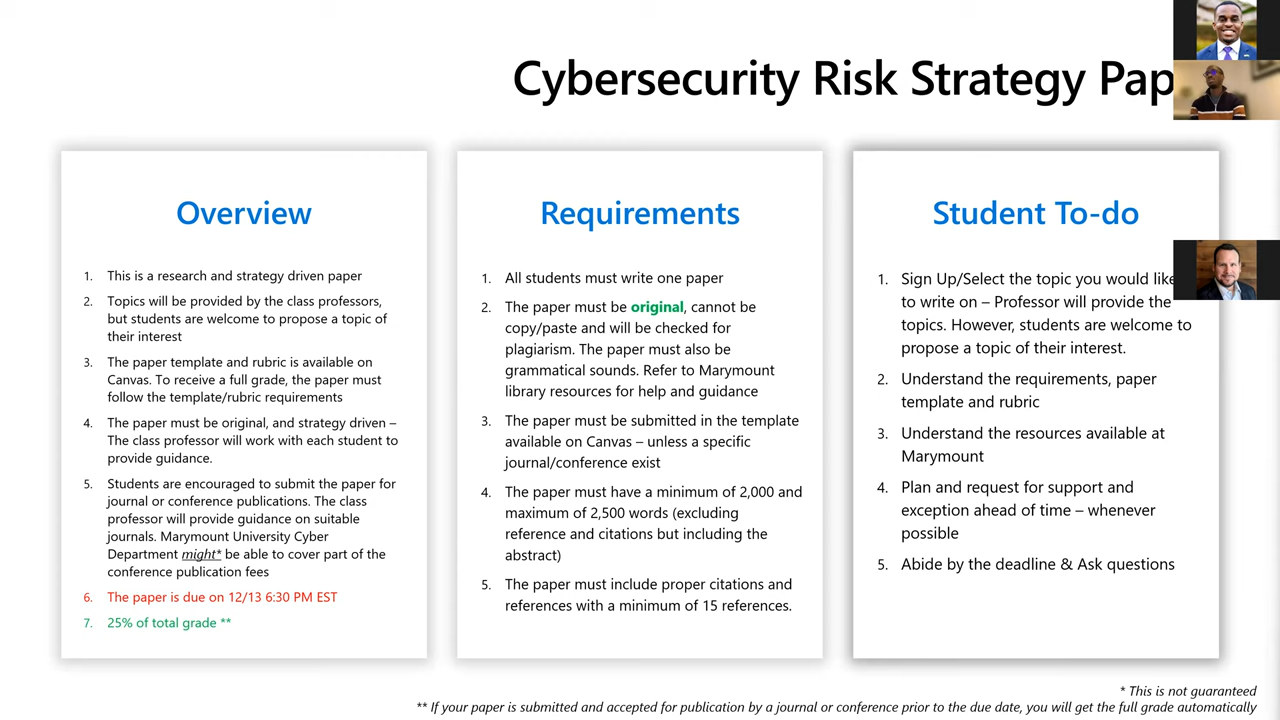 Cybersecurity Risk Strategy Pap
Overview
1. This is a research and strategy driven paper
2. Topics will be provided by the class professors,
but students are welcome to propose a topic of
their interest
3. The paper template and rubric is available on
Canvas. To receive a full grade, the paper must
follow the template/rubric requirements
4. The paper must be original, and strategy driven –
The class professor will work with each student to
provide guidance.
5. Students are encouraged to submit the paper for
journal or conference publications. The class
professor will provide guidance on suitable
journals. Marymount University Cyber
Department might* be able to cover part of the
conference publication fees
6. The paper is due on 12/13 6:30 PM EST
7. 25% of total grade **
Requirements
1. All students must write one paper
2. The paper must be original, cannot be
copy/paste and will be checked for
plagiarism. The paper must also be
grammatical sounds. Refer to Marymount
library resources for help and guidance
3. The paper must be submitted in the template
available on Canvas – unless a specific
journal/conference exist
4. The paper must have a minimum of 2,000 and
maximum of 2,500 words (excluding
reference and citations but including the
abstract)
5. The paper must include proper citations and
references with a minimum of 15 references.
Student To-do
1. Sign Up/Select the topic you would like
to write on – Professor will provide the
topics. However, students are welcome to
propose a topic of their interest.
2. Understand the requirements, paper
template and rubric
3. Understand the resources available at
Marymount
4. Plan and request for support and
exception ahead of time – whenever
possible
5. Abide by the deadline & Ask questions
* This is not guaranteed
** If your paper is submitted and accepted for publication by a journal or conference prior to the due date, you will get the full grade automatically